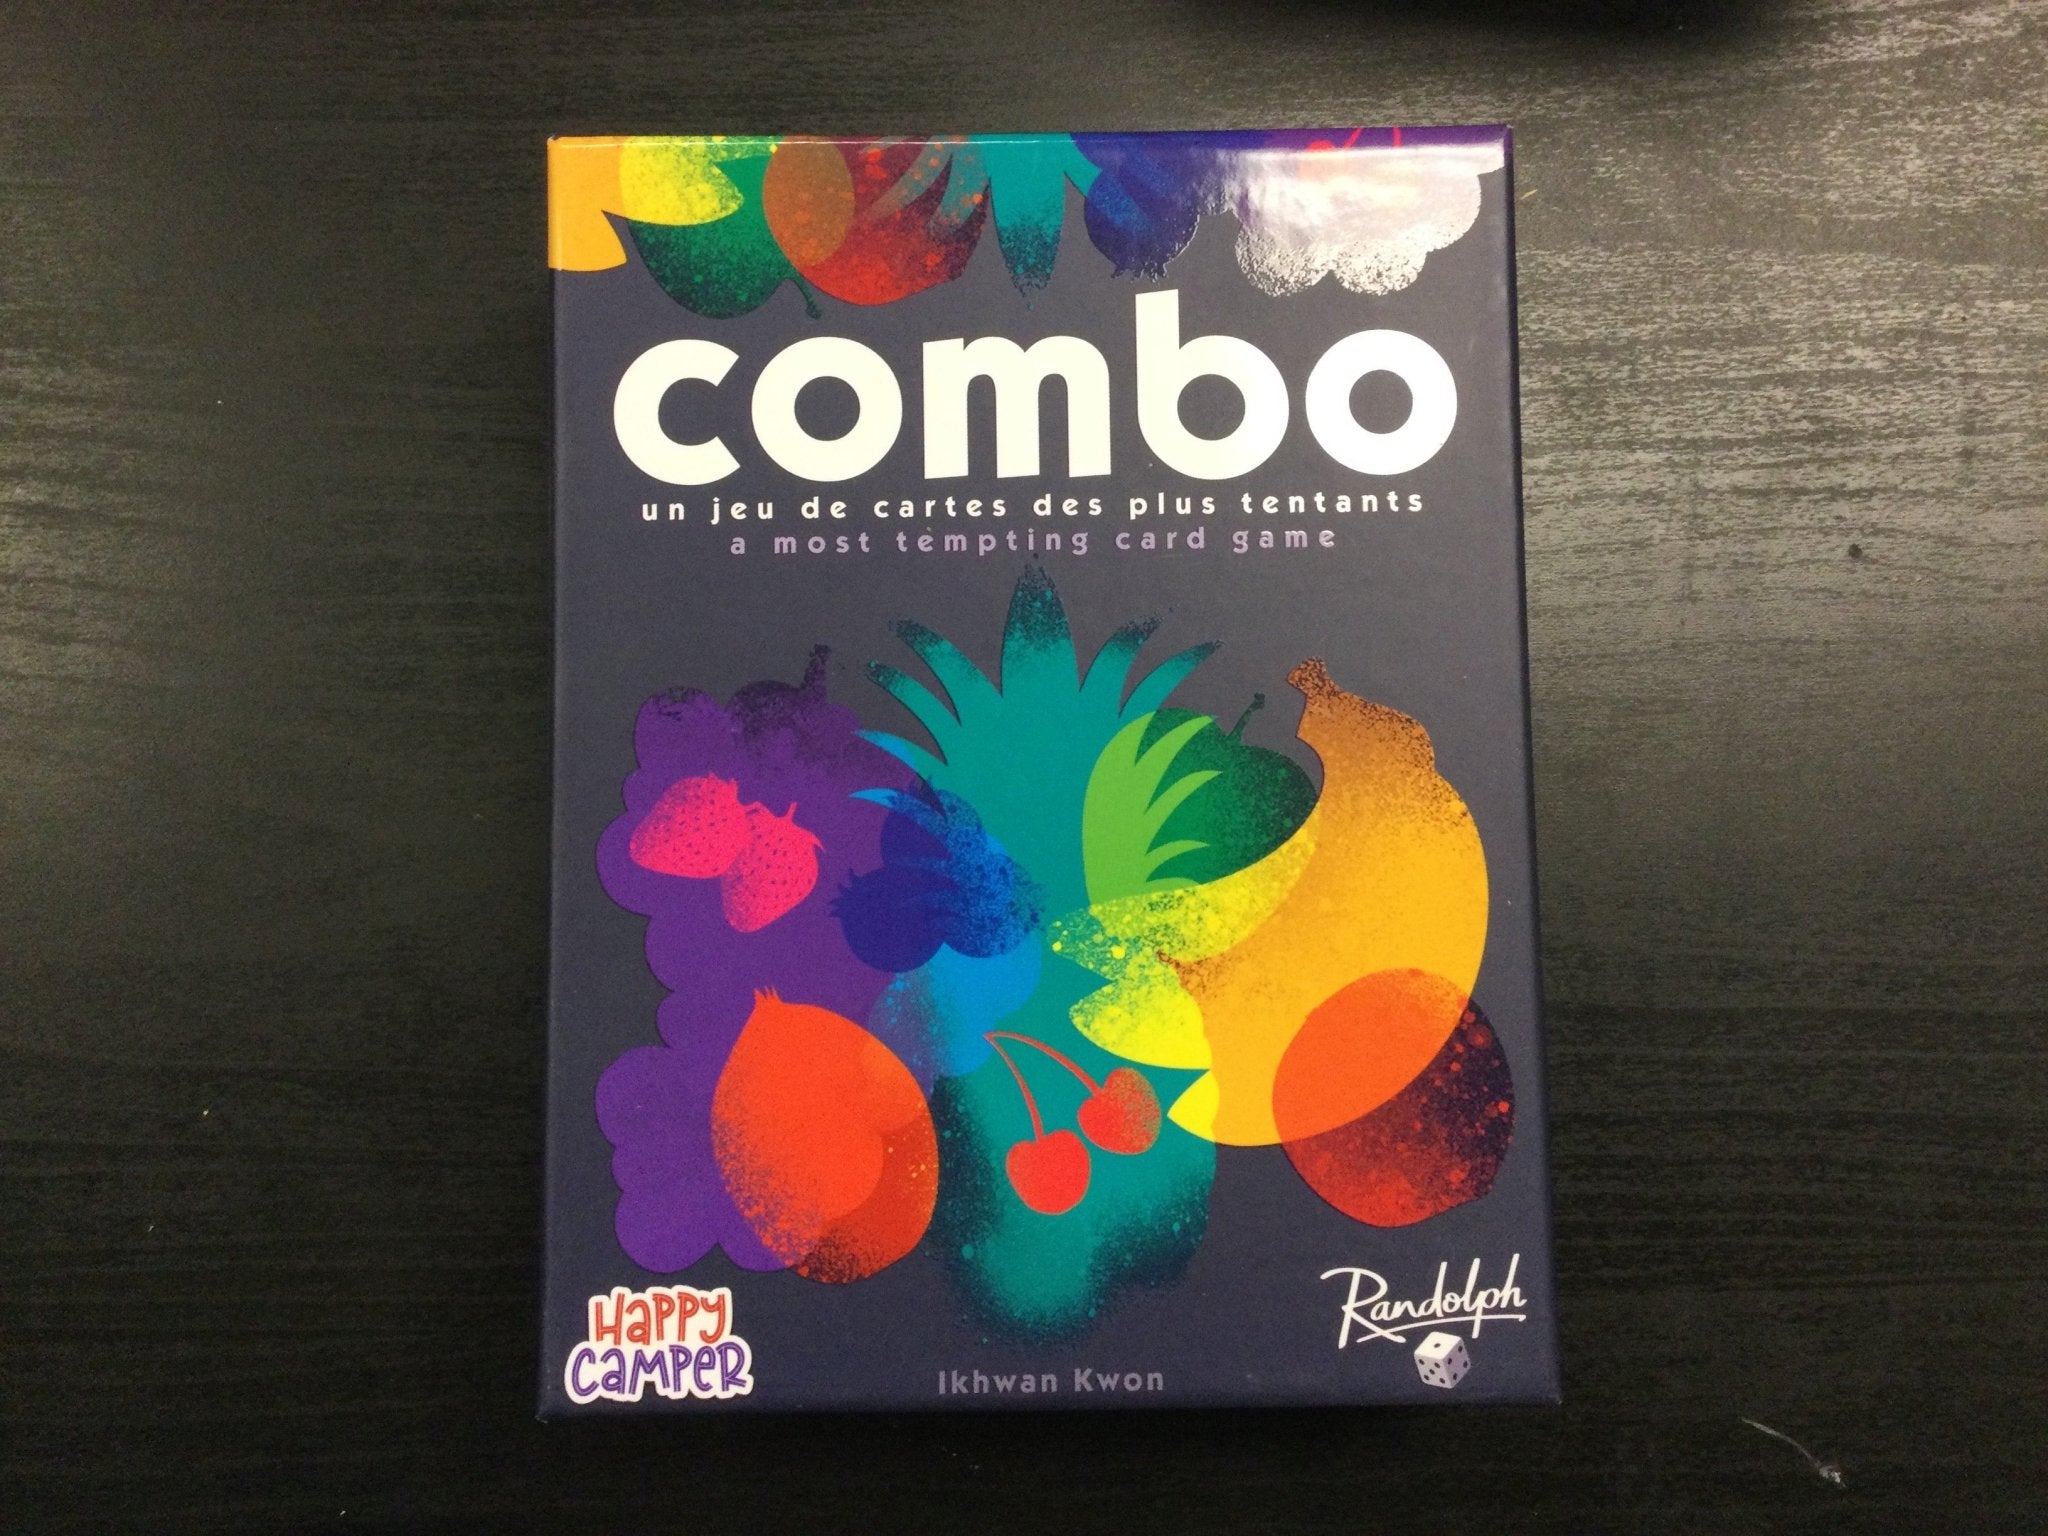 combo
un jeu de cartes des plus tentants
a most tempting card game
HaPPy
CaMPeR
Randolph
Ikhwan Kwon